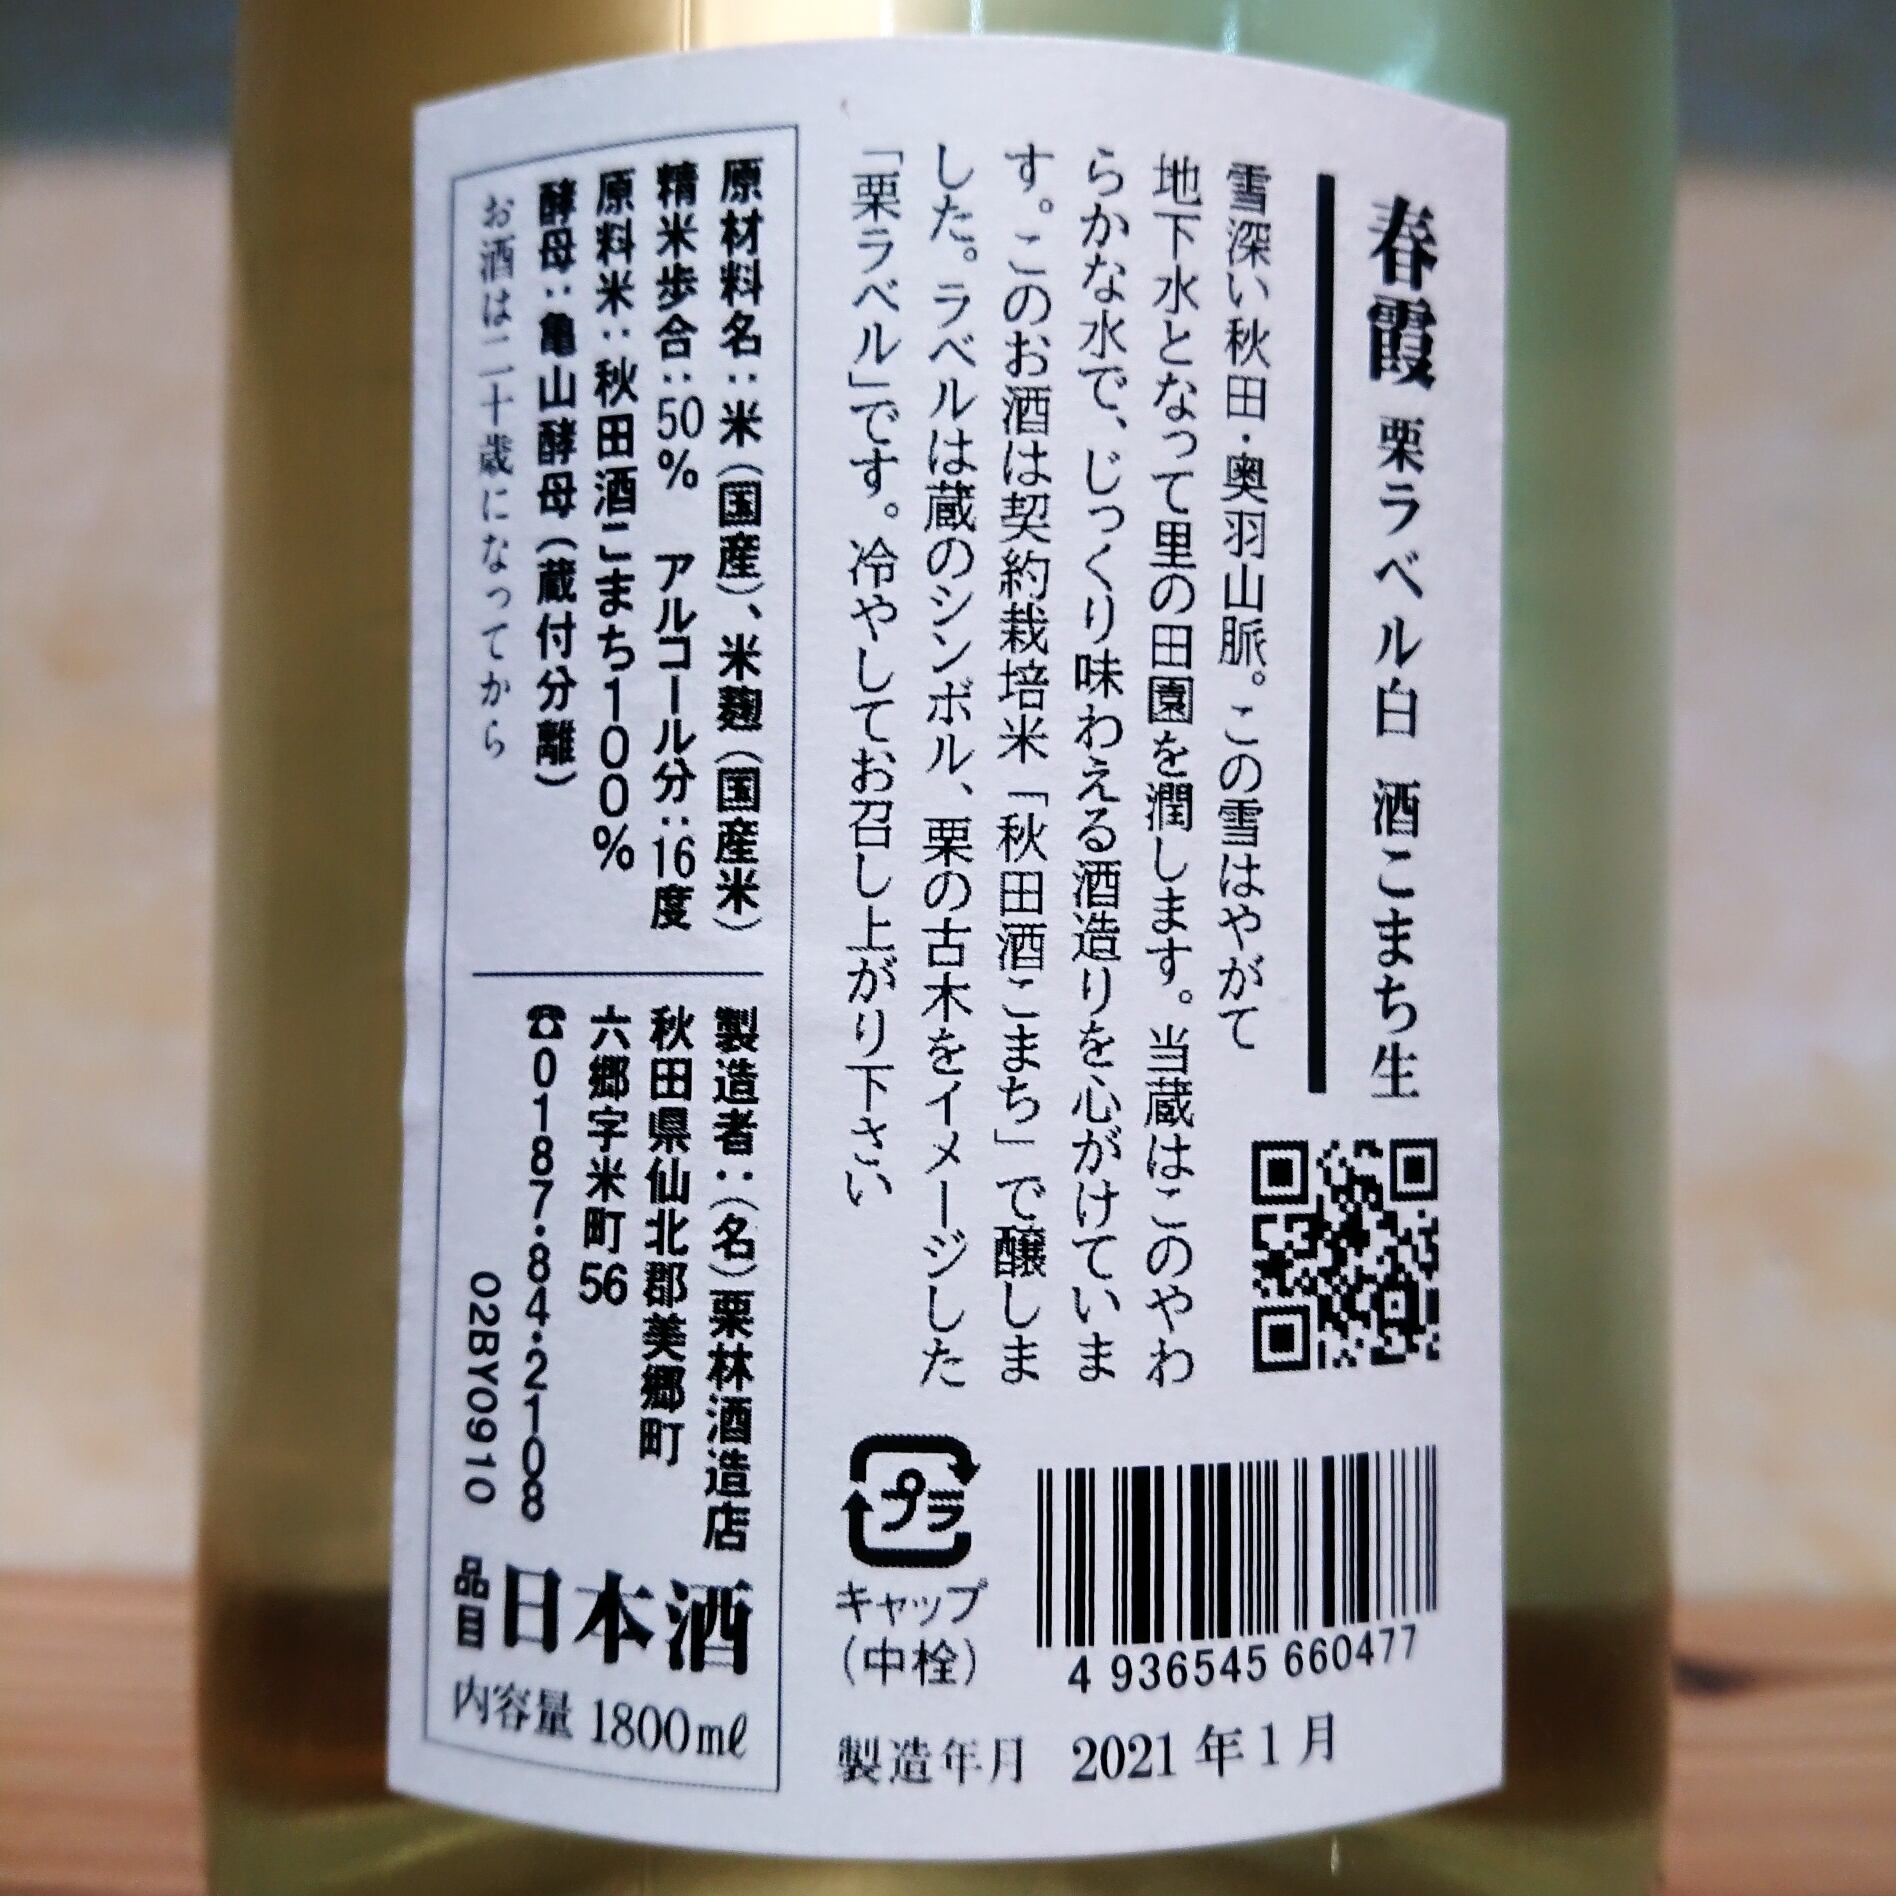 春霞 栗ラベル白 酒こまち生
雪深い秋田・奥羽山脈。この雪はやがて
地下水となって里の田園を潤します。当蔵はこのやわ
らかな水で、じっくり味わえる酒造りを心がけていま
す。このお酒は契約栽培米「秋田酒こまち」で醸しま
した。ラベルは蔵のシンボル、栗の古木をイメージした
「栗ラベル」です。冷やしてお召し上がり下さい
プラ
キャップ
(中栓)
4 936545 660477
製造年月 2021年1月
原材料名:米(国産)、米麹(国産米)
精米歩合:50% アルコール分:16度
原料米:秋田酒こまち100%
酵母:亀山酵母(蔵付分離)
お酒は二十歳になってから
製造者:(名)栗林酒造店
秋田県仙北郡美郷町
六郷字米町56
☎0187・84・2108
02BY0910
品目 日本酒
内容量 1800mℓ